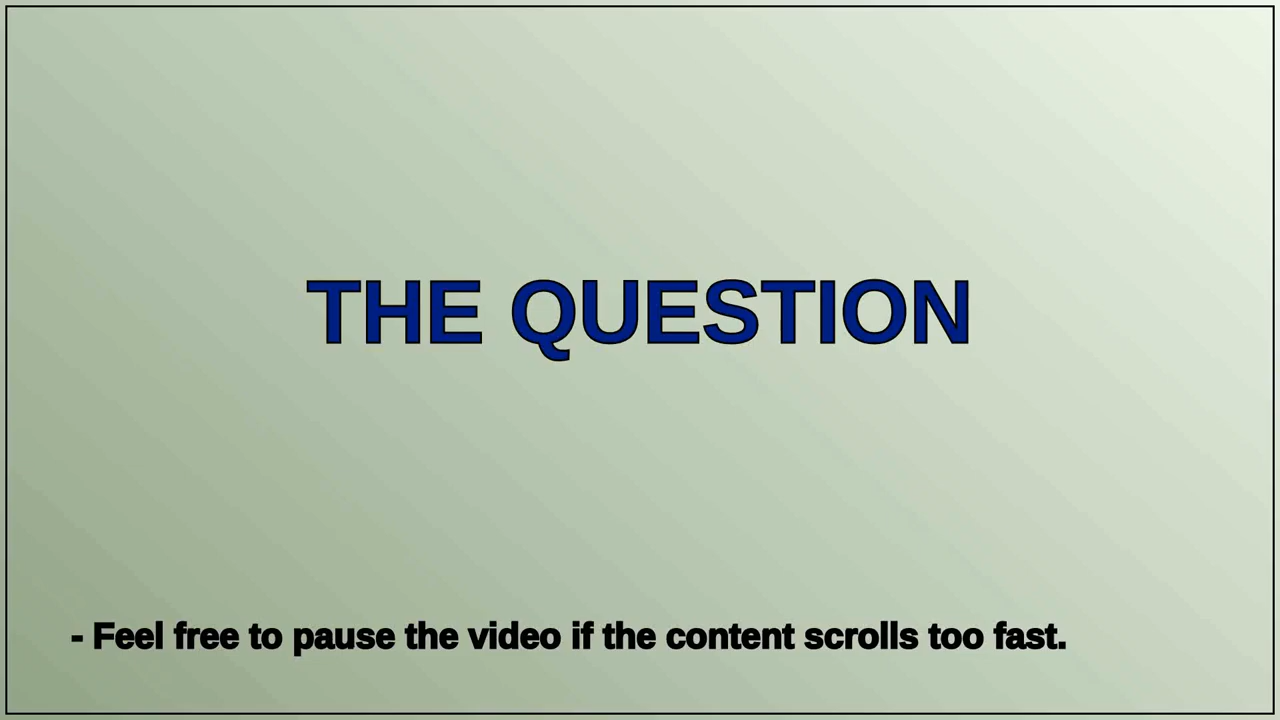 THE QUESTION
- Feel free to pause the video if the content scrolls too fast.